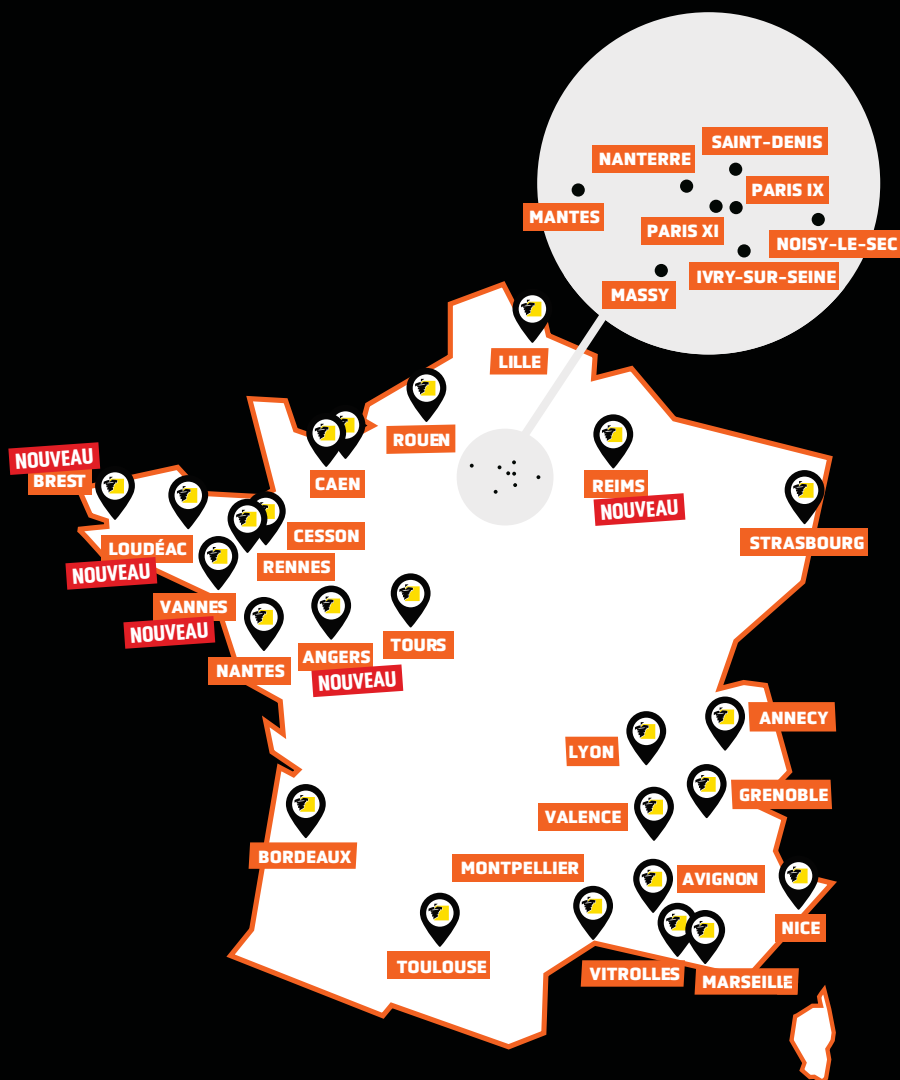 SAINT-DENIS
NANTERRE
PARIS IX
MANTES
PARIS XI
NOISY-LE-SEC
IVRY-SUR-SEINE
MASSY
LILLE
ROUEN
CAEN
NOUVEAU
BREST
REIMS
NOUVEAU
STRASBOURG
CESSON
LOUDÉAC
NOUVEAU
RENNES
VANNES
NOUVEAU
NANTES
ANGERS
NOUVEAU
TOURS
ANNECY
LYON
GRENOBLE
VALENCE
BORDEAUX
MONTPELLIER
AVIGNON
NICE
TOULOUSE
VITROLLES
MARSEILLE